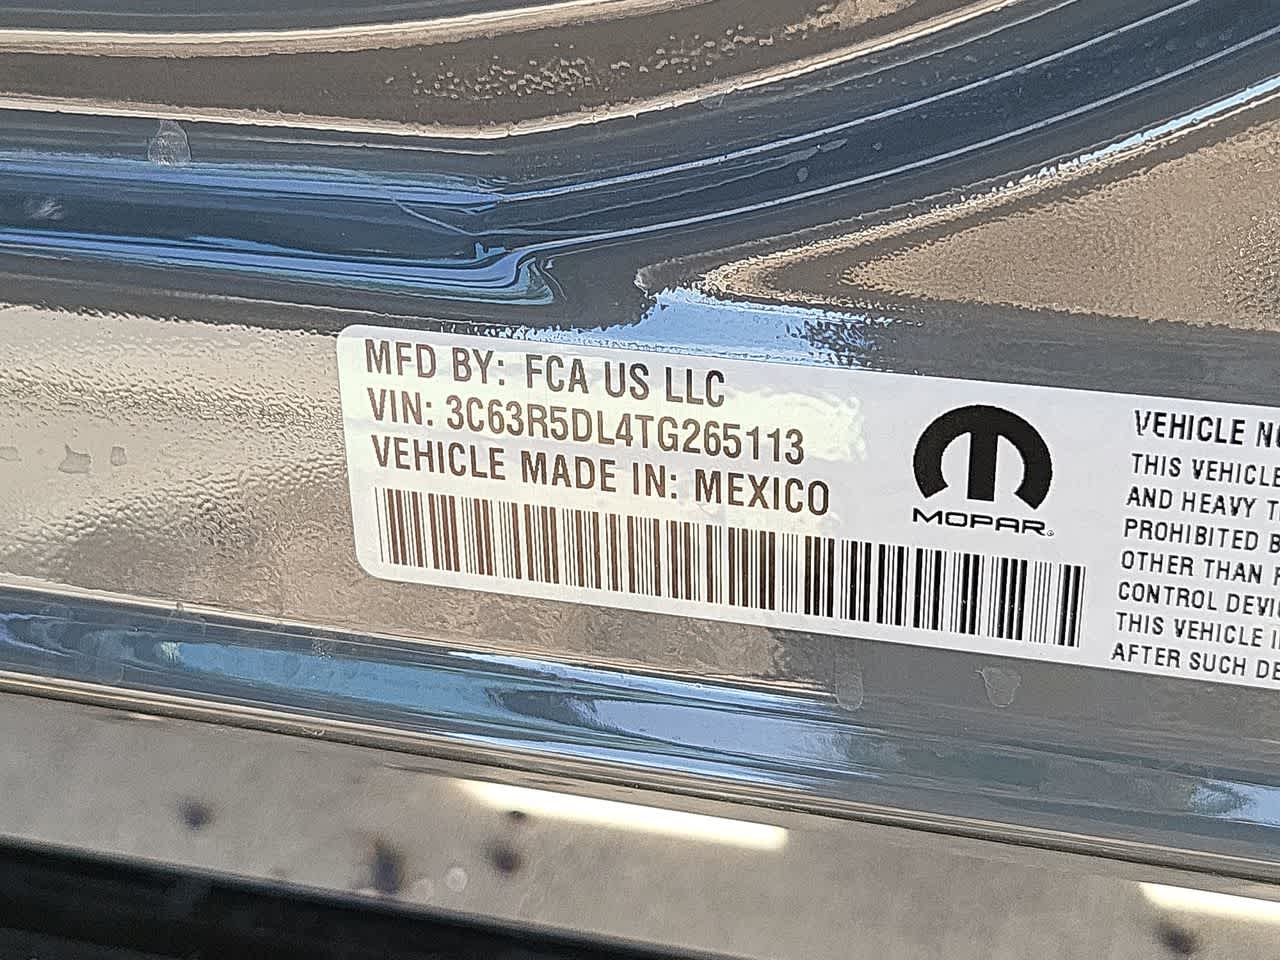 MFD BY: FCA US LLC
VIN: 3C63R5DL4TG265113
VEHICLE MADE IN: MEXICO
MOPAR
VEHICLE
THIS VEHICLE
AND HEAVY
PROHIBITED
OTHER THAN
CONTROL
THIS VEHICLE
AFTER SUCH